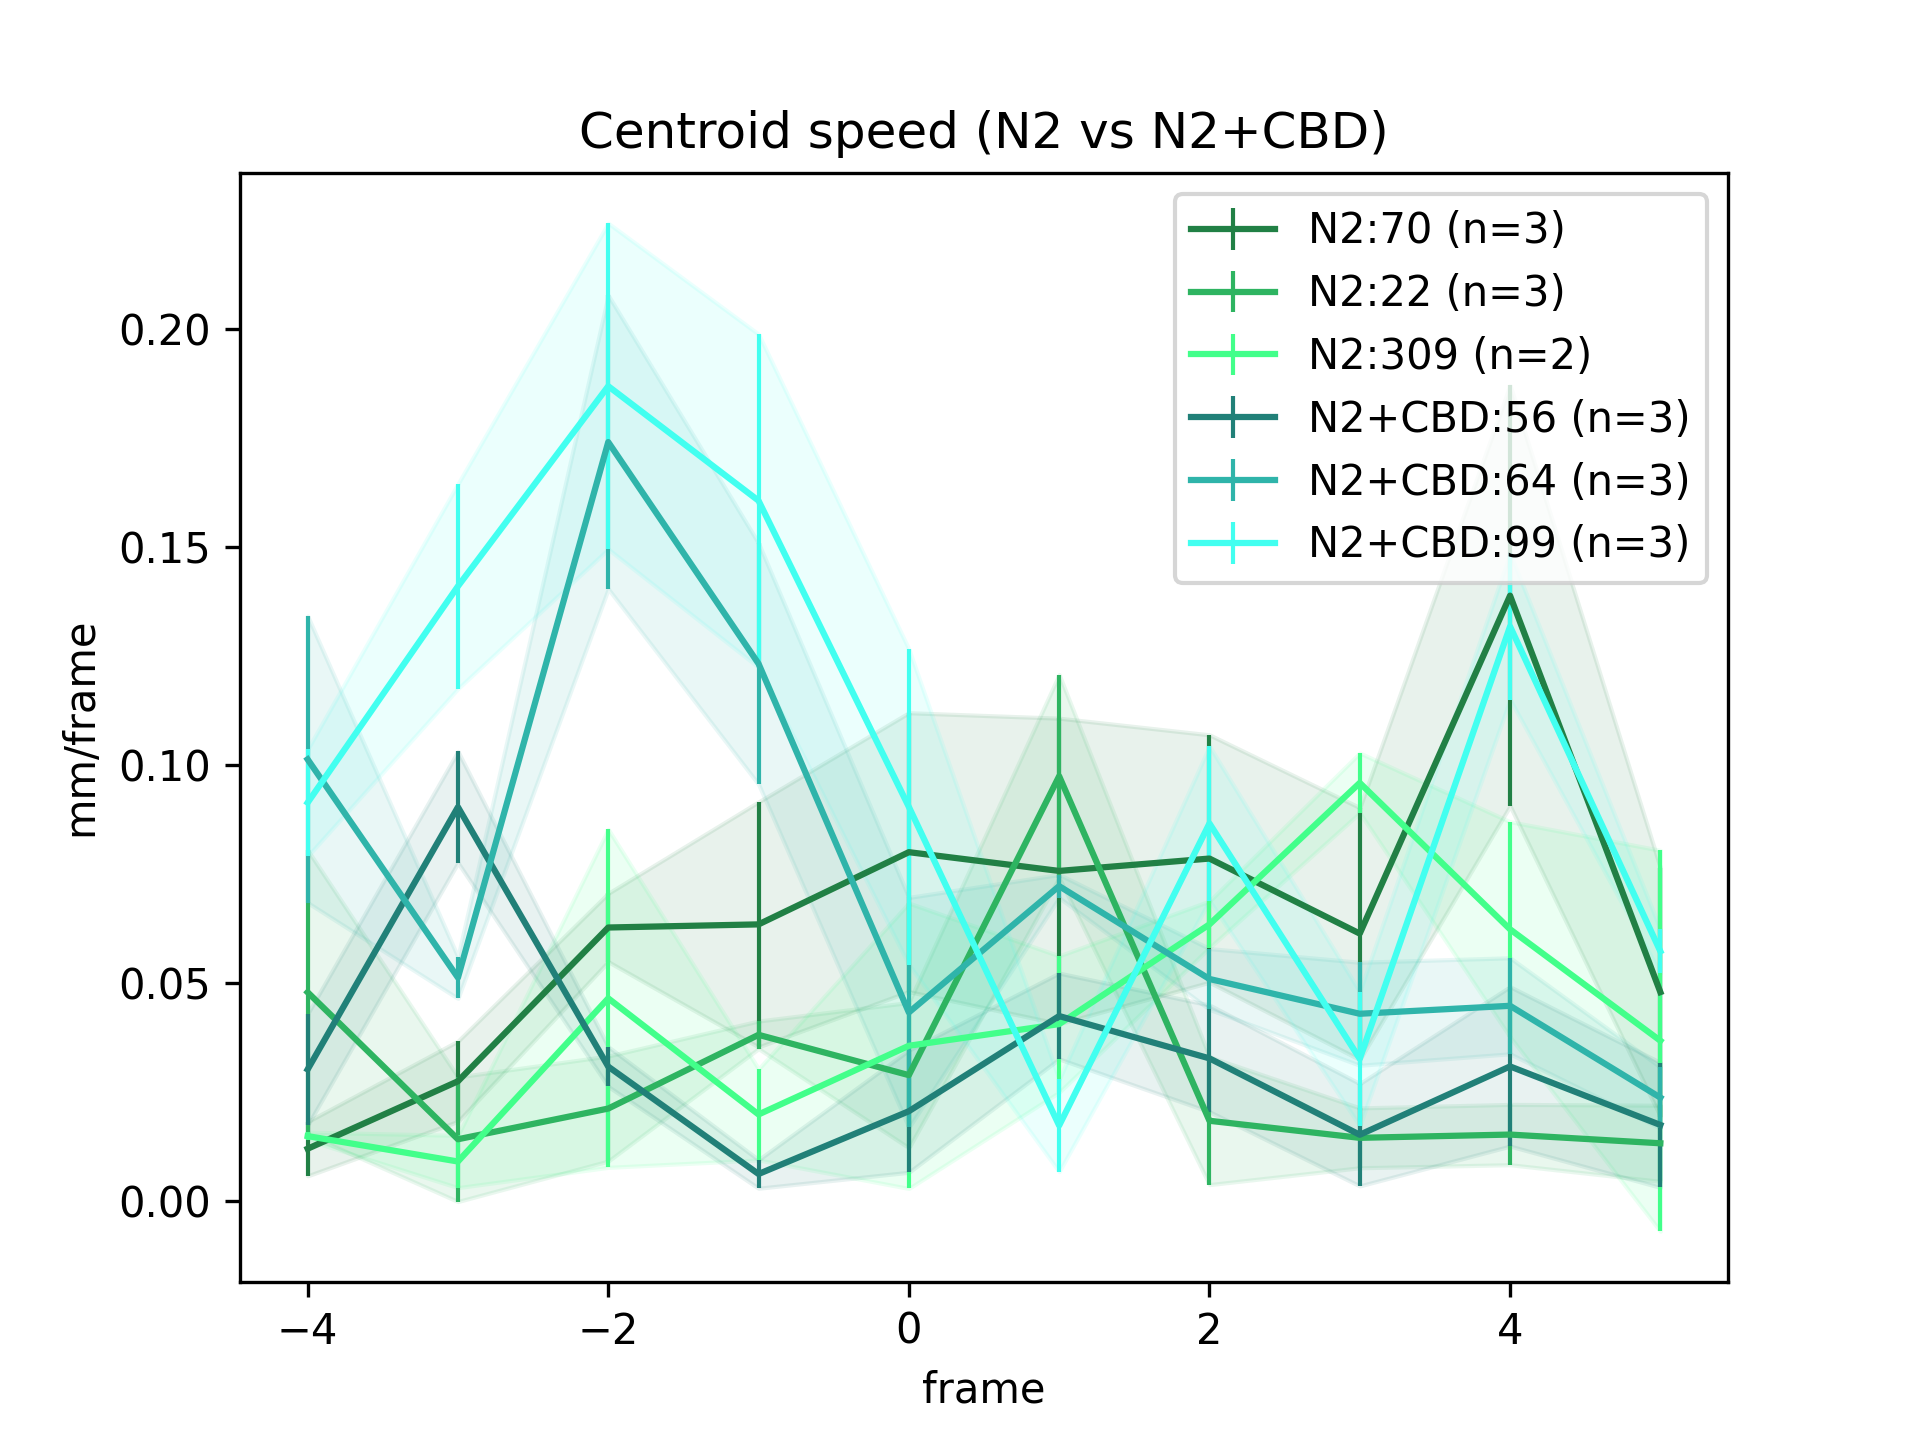 Centroid speed (N2 vs N2+CBD)
N2:70 (n=3)
N2:22 (n=3)
N2:309 (n=2)
N2+CBD:56 (n=3)
N2+CBD:64 (n=3)
N2+CBD:99 (n=3)
mm/frame
0.20
0.15
0.10
0.05
0.00
−4 −2 0 2 4
frame